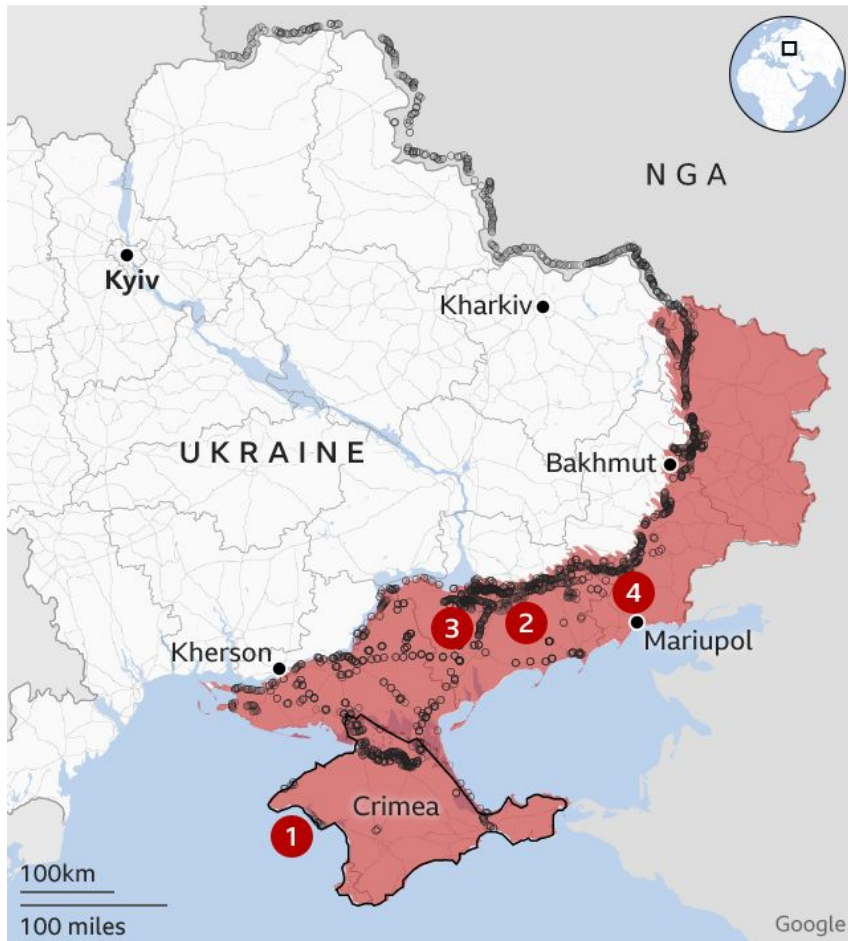 NGA
Kyiv
Kharkiv
UKRAINE
Bakhmut
4
3
2
Mariupol
Kherson
Crimea
1
100km
100 miles
Google